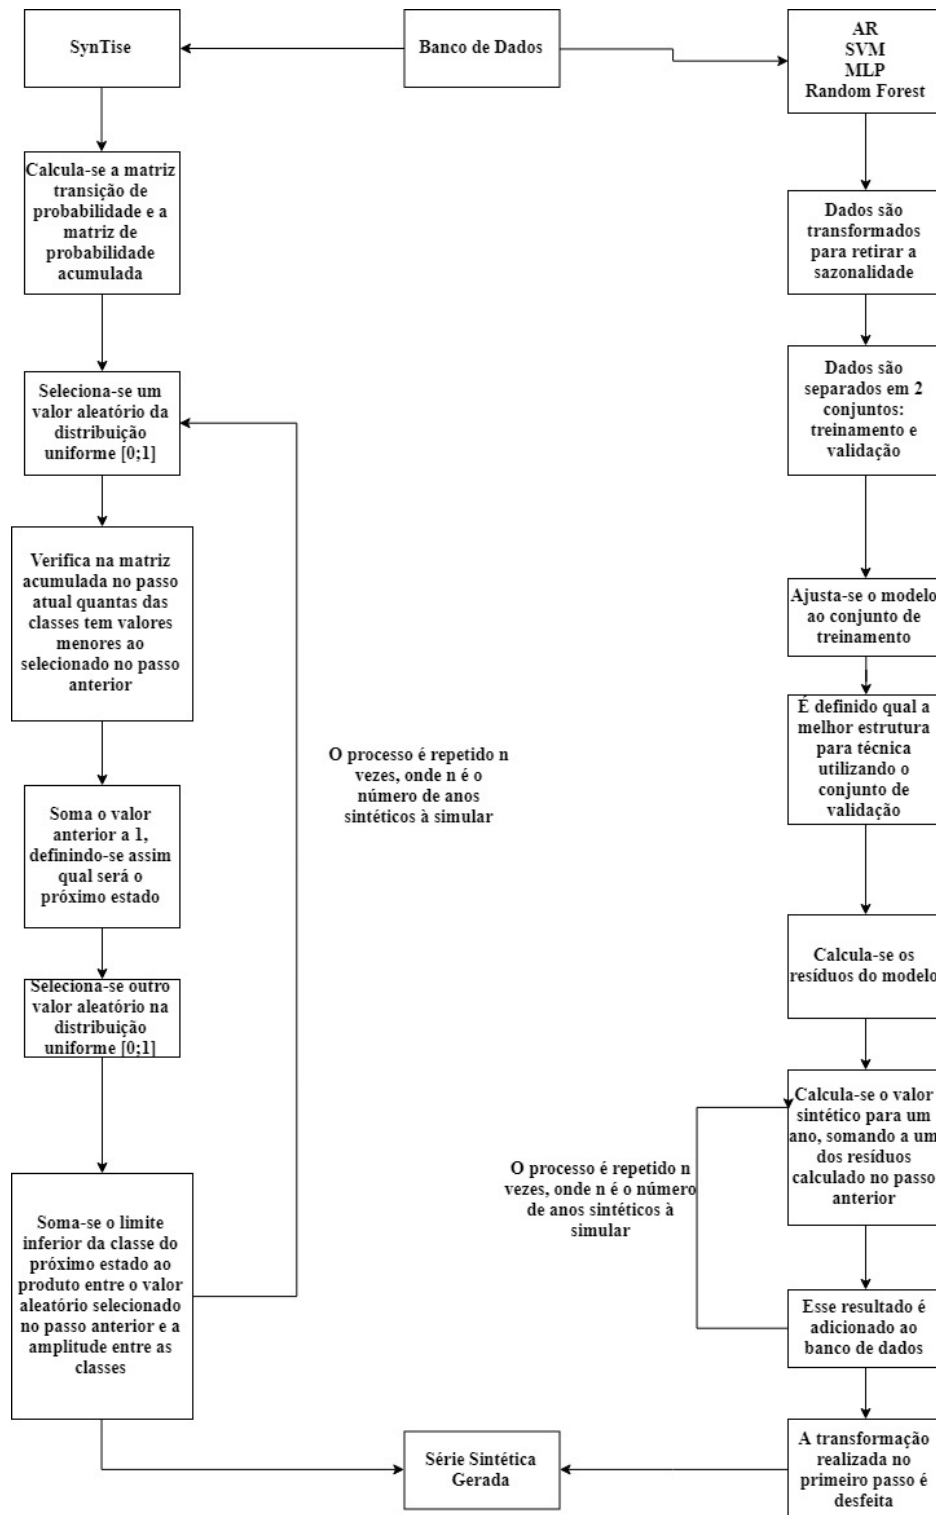 SynTise
Banco de Dados
AR
SVM
MLP
Random Forest
Calcula-se a matriz
transição de
probabilidade e a
matriz de
probabilidade
acumulada
Dados são
transformados
para retirar a
sazonalidade
Seleciona-se um
valor aleatório da
distribuição
uniforme [0;1]
Dados são
separados em 2
conjuntos:
treinamento e
validação
Verifica na matriz
acumulada no passo
atual quantas das
classes tem valores
menores ao
selecionado no passo
anterior
Ajusta-se o modelo
ao conjunto de
treinamento
É definido qual a
melhor estrutura
para técnica
utilizando o
conjunto de
validação
O processo é repetido n
vezes, onde n é o
número de anos
sintéticos à simular
Soma o valor
anterior a 1,
definindo-se assim
qual será o
próximo estado
Calcula-se os
resíduos do modelo
Seleciona-se outro
valor aleatório na
distribuição
uniforme [0;1]
Calcula-se o valor
sintético para um
ano, somando a um
dos resíduos
calculado no passo
anterior
O processo é repetido n
vezes, onde n é o número
de anos sintéticos à
simular
Soma-se o limite
inferior da classe do
próximo estado ao
produto entre o valor
aleatório selecionado
no passo anterior e a
amplitude entre as
classes
Esse resultado é
adicionado ao
banco de dados
Série Sintética
Gerada
A transformação
realizada no
primeiro passo é
desfeita